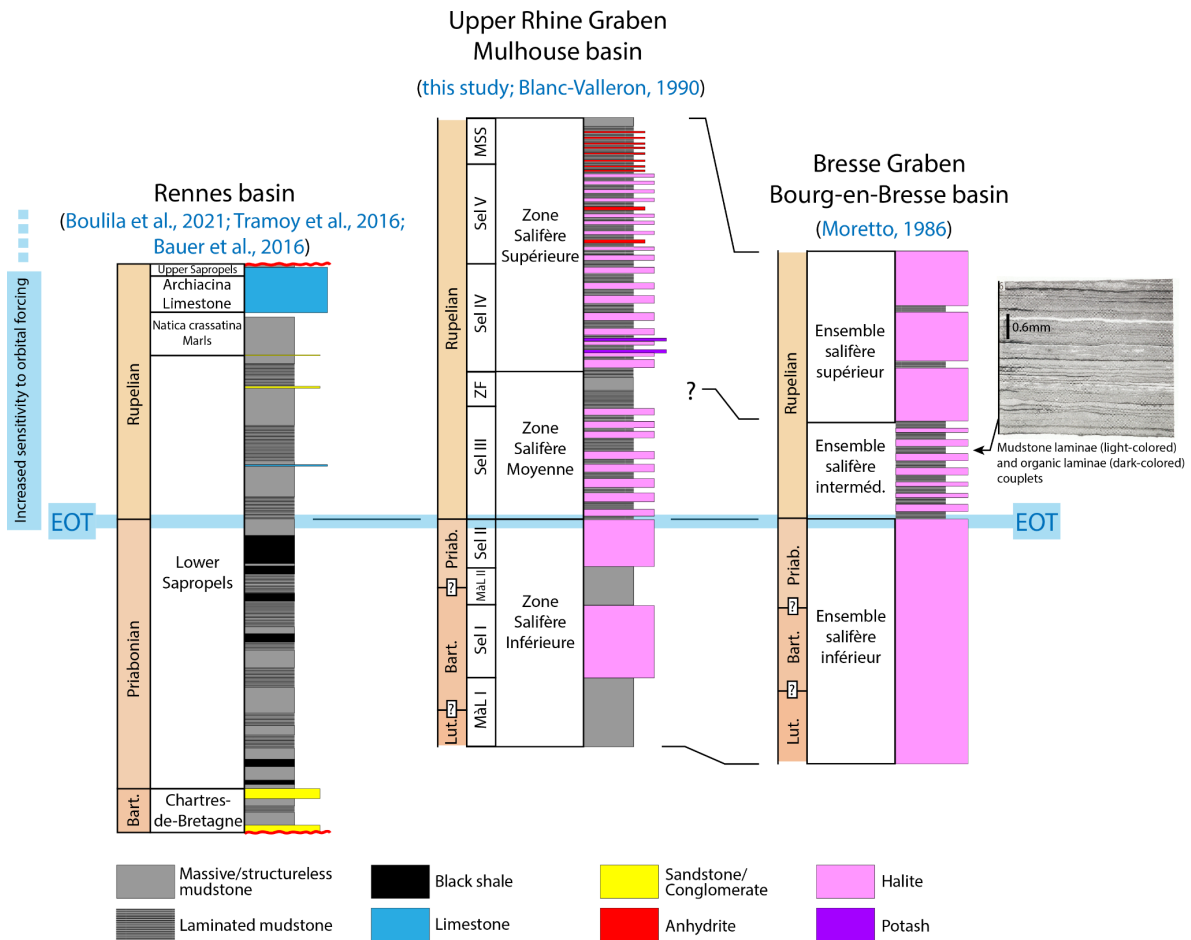 Upper Rhine Graben
Mulhouse basin
(this study; Blanc-Valleron, 1990)
Rennes basin
(Boulila et al., 2021; Tramoy et al., 2016;
Bauer et al., 2016)
Bresse Graben
Bourg-en-Bresse basin
(Moretto, 1986)
Increased sensitivity to orbital forcing
EOT
EOT
Rupelian
Priabonian
Bart.
Upper Sapropels
Archiacina
Limestone
Natica crassatina
Marls
Lower
Sapropels
Chartres-
de-Bretagne
Rupelian
Priab.
?
Bart.
?
Lut.
MSS
Sel V
Sel IV
ZF
Sel III
Sel II
MàL II
Sel I
MàL I
Zone
Salifère
Supérieure
Zone
Salifère
Moyenne
Zone
Salifère
Inférieure
?
Rupelian
Priab.
?
Bart.
?
Lut.
Ensemble
salifère
supérieur
Ensemble
salifère
interméd.
Ensemble
salifère
inférieur
0.6mm
Mudstone laminae (light-colored)
and organic laminae (dark-colored)
couplets
Massive/structureless
mudstone
Laminated mudstone
Black shale
Limestone
Sandstone/
Conglomerate
Anhydrite
Halite
Potash